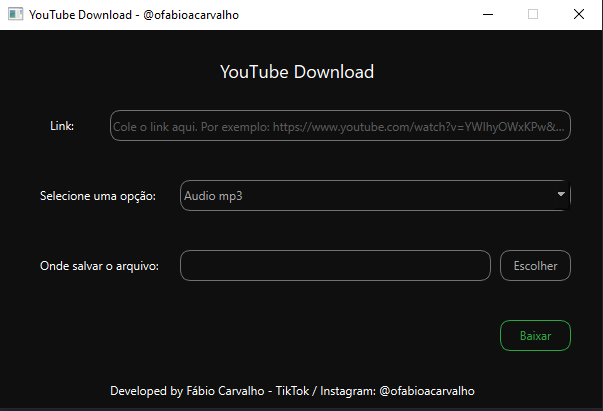 YouTube Download - @ofabioacarvalho
YouTube Download
Link: Cole o link aqui. Por exemplo: https://www.youtube.com/watch?v=YWlhyOWxKPw&...
Selecione uma opção: Audio mp3
Onde salvar o arquivo: Escolher
Baixar
Developed by Fábio Carvalho - TikTok / Instagram: @ofabioacarvalho